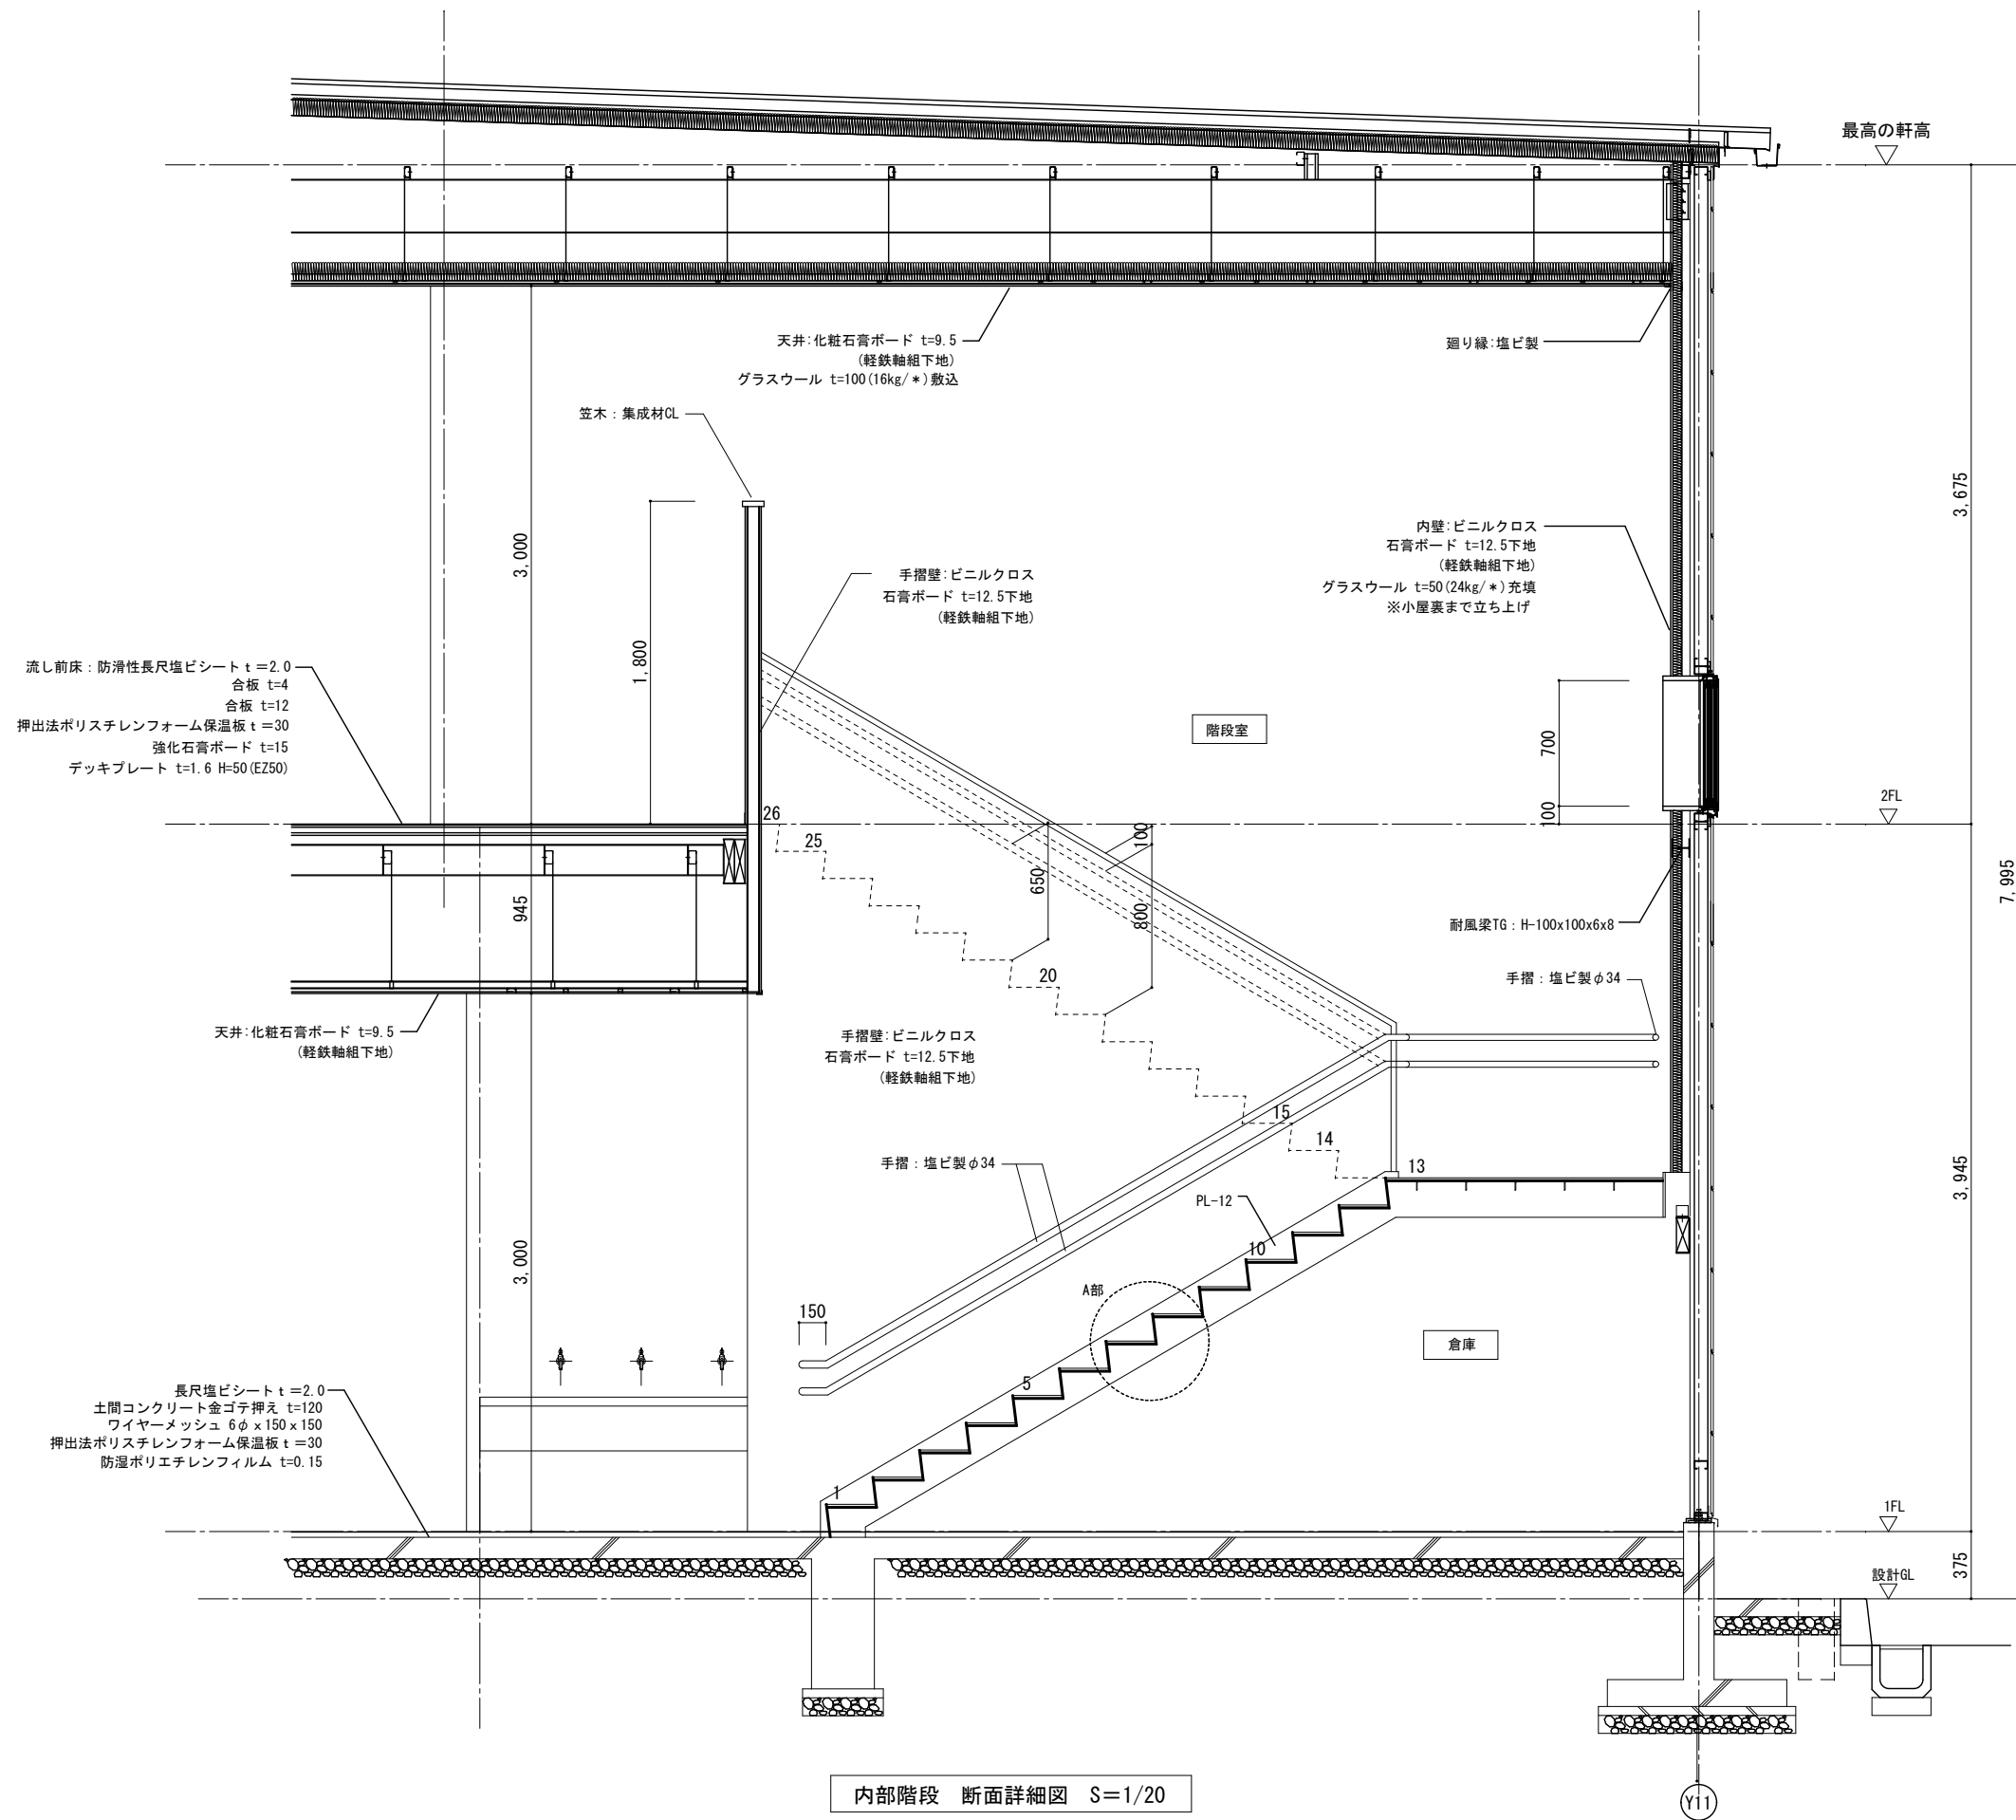 最高の軒高
天井:化粧石膏ボード t=9.5
(軽鉄軸組下地)
グラスウール t=100(16kg/*)敷込
廻り縁:塩ビ製
笠木：集成材CL
3,675
3,000
1,800
手摺壁:ビニルクロス
石膏ボード t=12.5下地
(軽鉄軸組下地)
内壁:ビニルクロス
石膏ボード t=12.5下地
(軽鉄軸組下地)
グラスウール t=50(24kg/*)充填
※小屋裏まで立ち上げ
流し前床：防滑性長尺塩ビシートｔ＝2.0
合板 t=4
合板 t=12
押出法ポリスチレンフォーム保温板ｔ＝30
強化石膏ボード t=15
デッキプレート t=1.6 H=50(EZ50)
階段室
700
100
2FL
26
25
100
650
800
945
7,995
耐風梁TG：H-100x100x6x8
20
手摺：塩ビ製φ34
天井:化粧石膏ボード t=9.5
(軽鉄軸組下地)
手摺壁:ビニルクロス
石膏ボード t=12.5下地
(軽鉄軸組下地)
15
14
13
手摺：塩ビ製φ34
PL-12
3,945
3,000
10
A部
150
倉庫
5
長尺塩ビシートｔ＝2.0
土間コンクリート金ゴテ押え t=120
ワイヤーメッシュ 6φｘ150ｘ150
押出法ポリスチレンフォーム保温板ｔ＝30
防湿ポリエチレンフィルム t=0.15
1
1FL
375
設計GL
内部階段　断面詳細図　S＝1/20
Y11